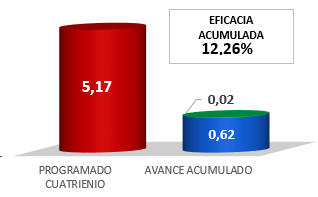 EFICACIA
ACUMULADA
12,26%
5,17
0,02
0,62
PROGRAMADO
CUATRIENIO
AVANCE ACUMULADO